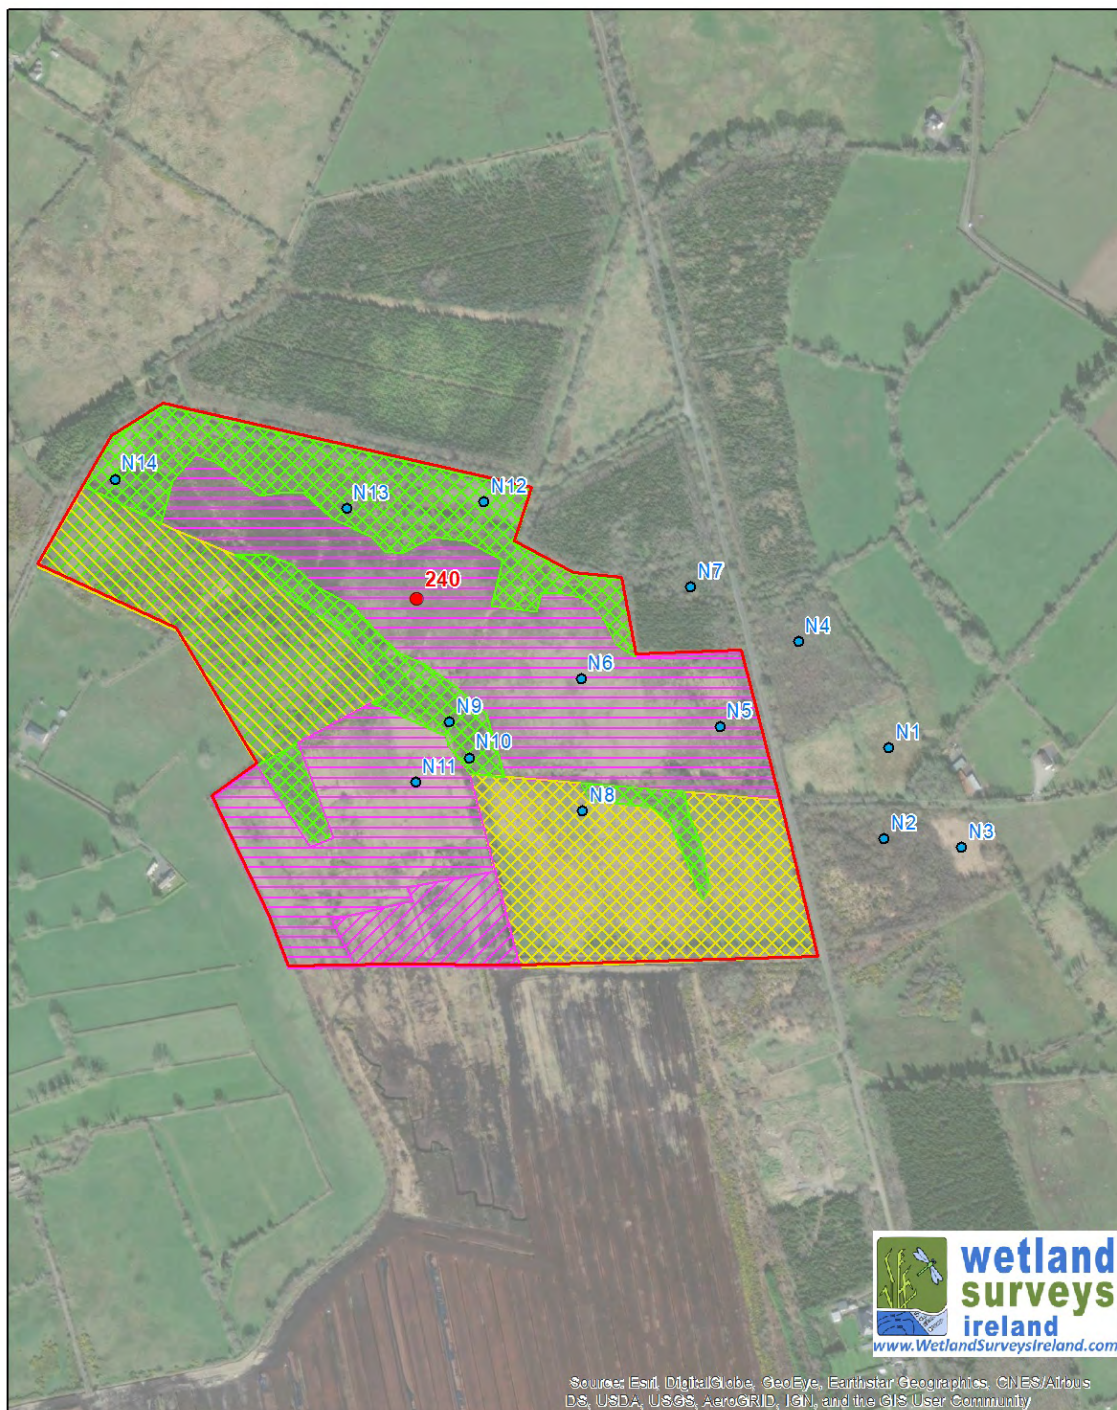 N14
N13
N12
240
N7
N4
N6
N9
N5
N10
N1
N11
N8
N2
N3
wetland
surveys
ireland
www.WetlandSurveysIreland.com
Source: Esri, DigitalGlobe, GeoEye, Earthstar Geographics, CNES/Airbus
DS, USDA, USGS, AeroGRID, IGN, and the GIS User Community